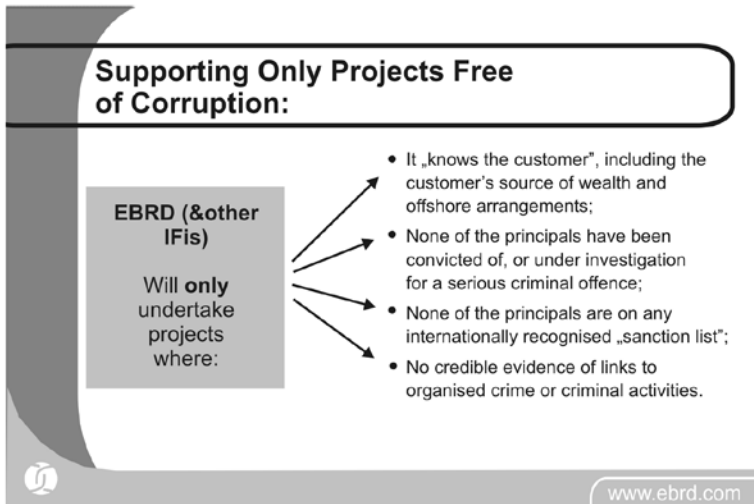 Supporting Only Projects Free
of Corruption:
EBRD (&other
IFis)
Will only
undertake
projects
where:
• It „knows the customer”, including the
customer's source of wealth and
offshore arrangements;
• None of the principals have been
convicted of, or under investigation
for a serious criminal offence;
• None of the principals are on any
internationally recognised „sanction list”;
• No credible evidence of links to
organised crime or criminal activities.
www.ebrd.com